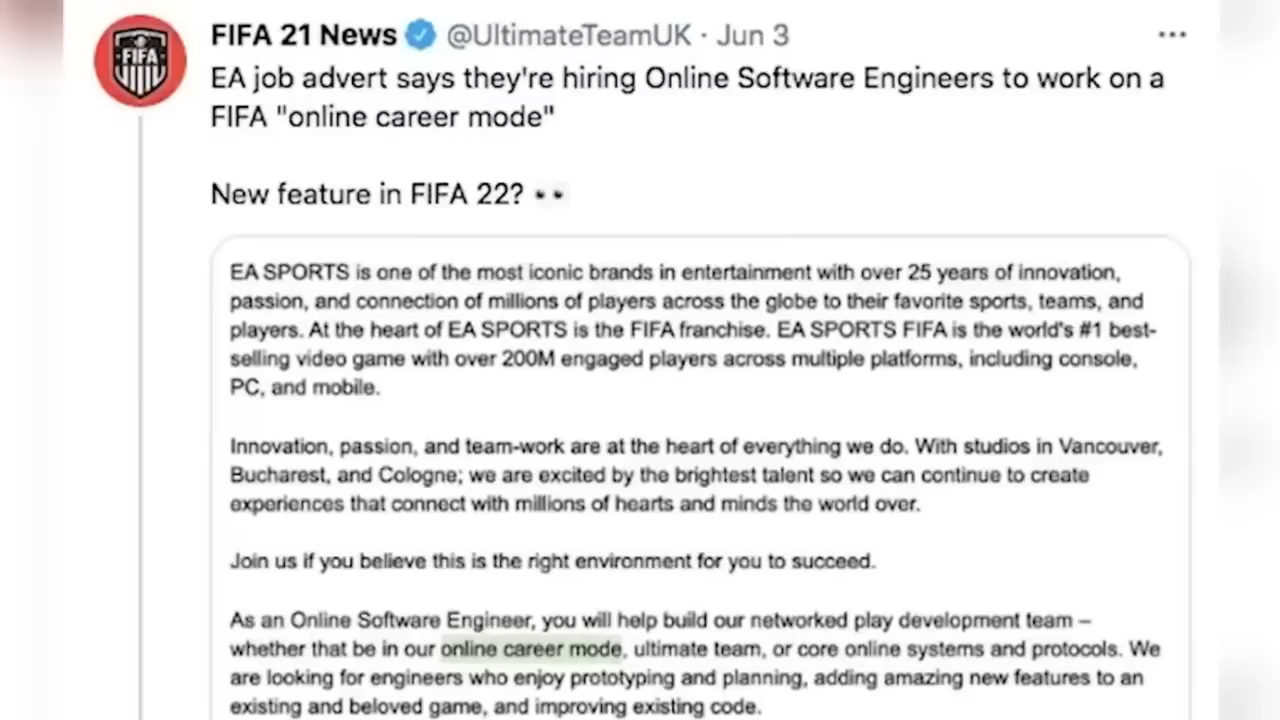 FIFA
FIFA 21 News @UltimateTeamUK · Jun 3
EA job advert says they're hiring Online Software Engineers to work on a
FIFA "online career mode"
New feature in FIFA 22? 👀
EA SPORTS is one of the most iconic brands in entertainment with over 25 years of innovation,
passion, and connection of millions of players across the globe to their favorite sports, teams, and
players. At the heart of EA SPORTS is the FIFA franchise. EA SPORTS FIFA is the world's #1 best-
selling video game with over 200M engaged players across multiple platforms, including console,
PC, and mobile.
Innovation, passion, and team-work are at the heart of everything we do. With studios in Vancouver,
Bucharest, and Cologne; we are excited by the brightest talent so we can continue to create
experiences that connect with millions of hearts and minds the world over.
Join us if you believe this is the right environment for you to succeed.
As an Online Software Engineer, you will help build our networked play development team –
whether that be in our online career mode, ultimate team, or core online systems and protocols. We
are looking for engineers who enjoy prototyping and planning, adding amazing new features to an
existing and beloved game, and improving existing code.